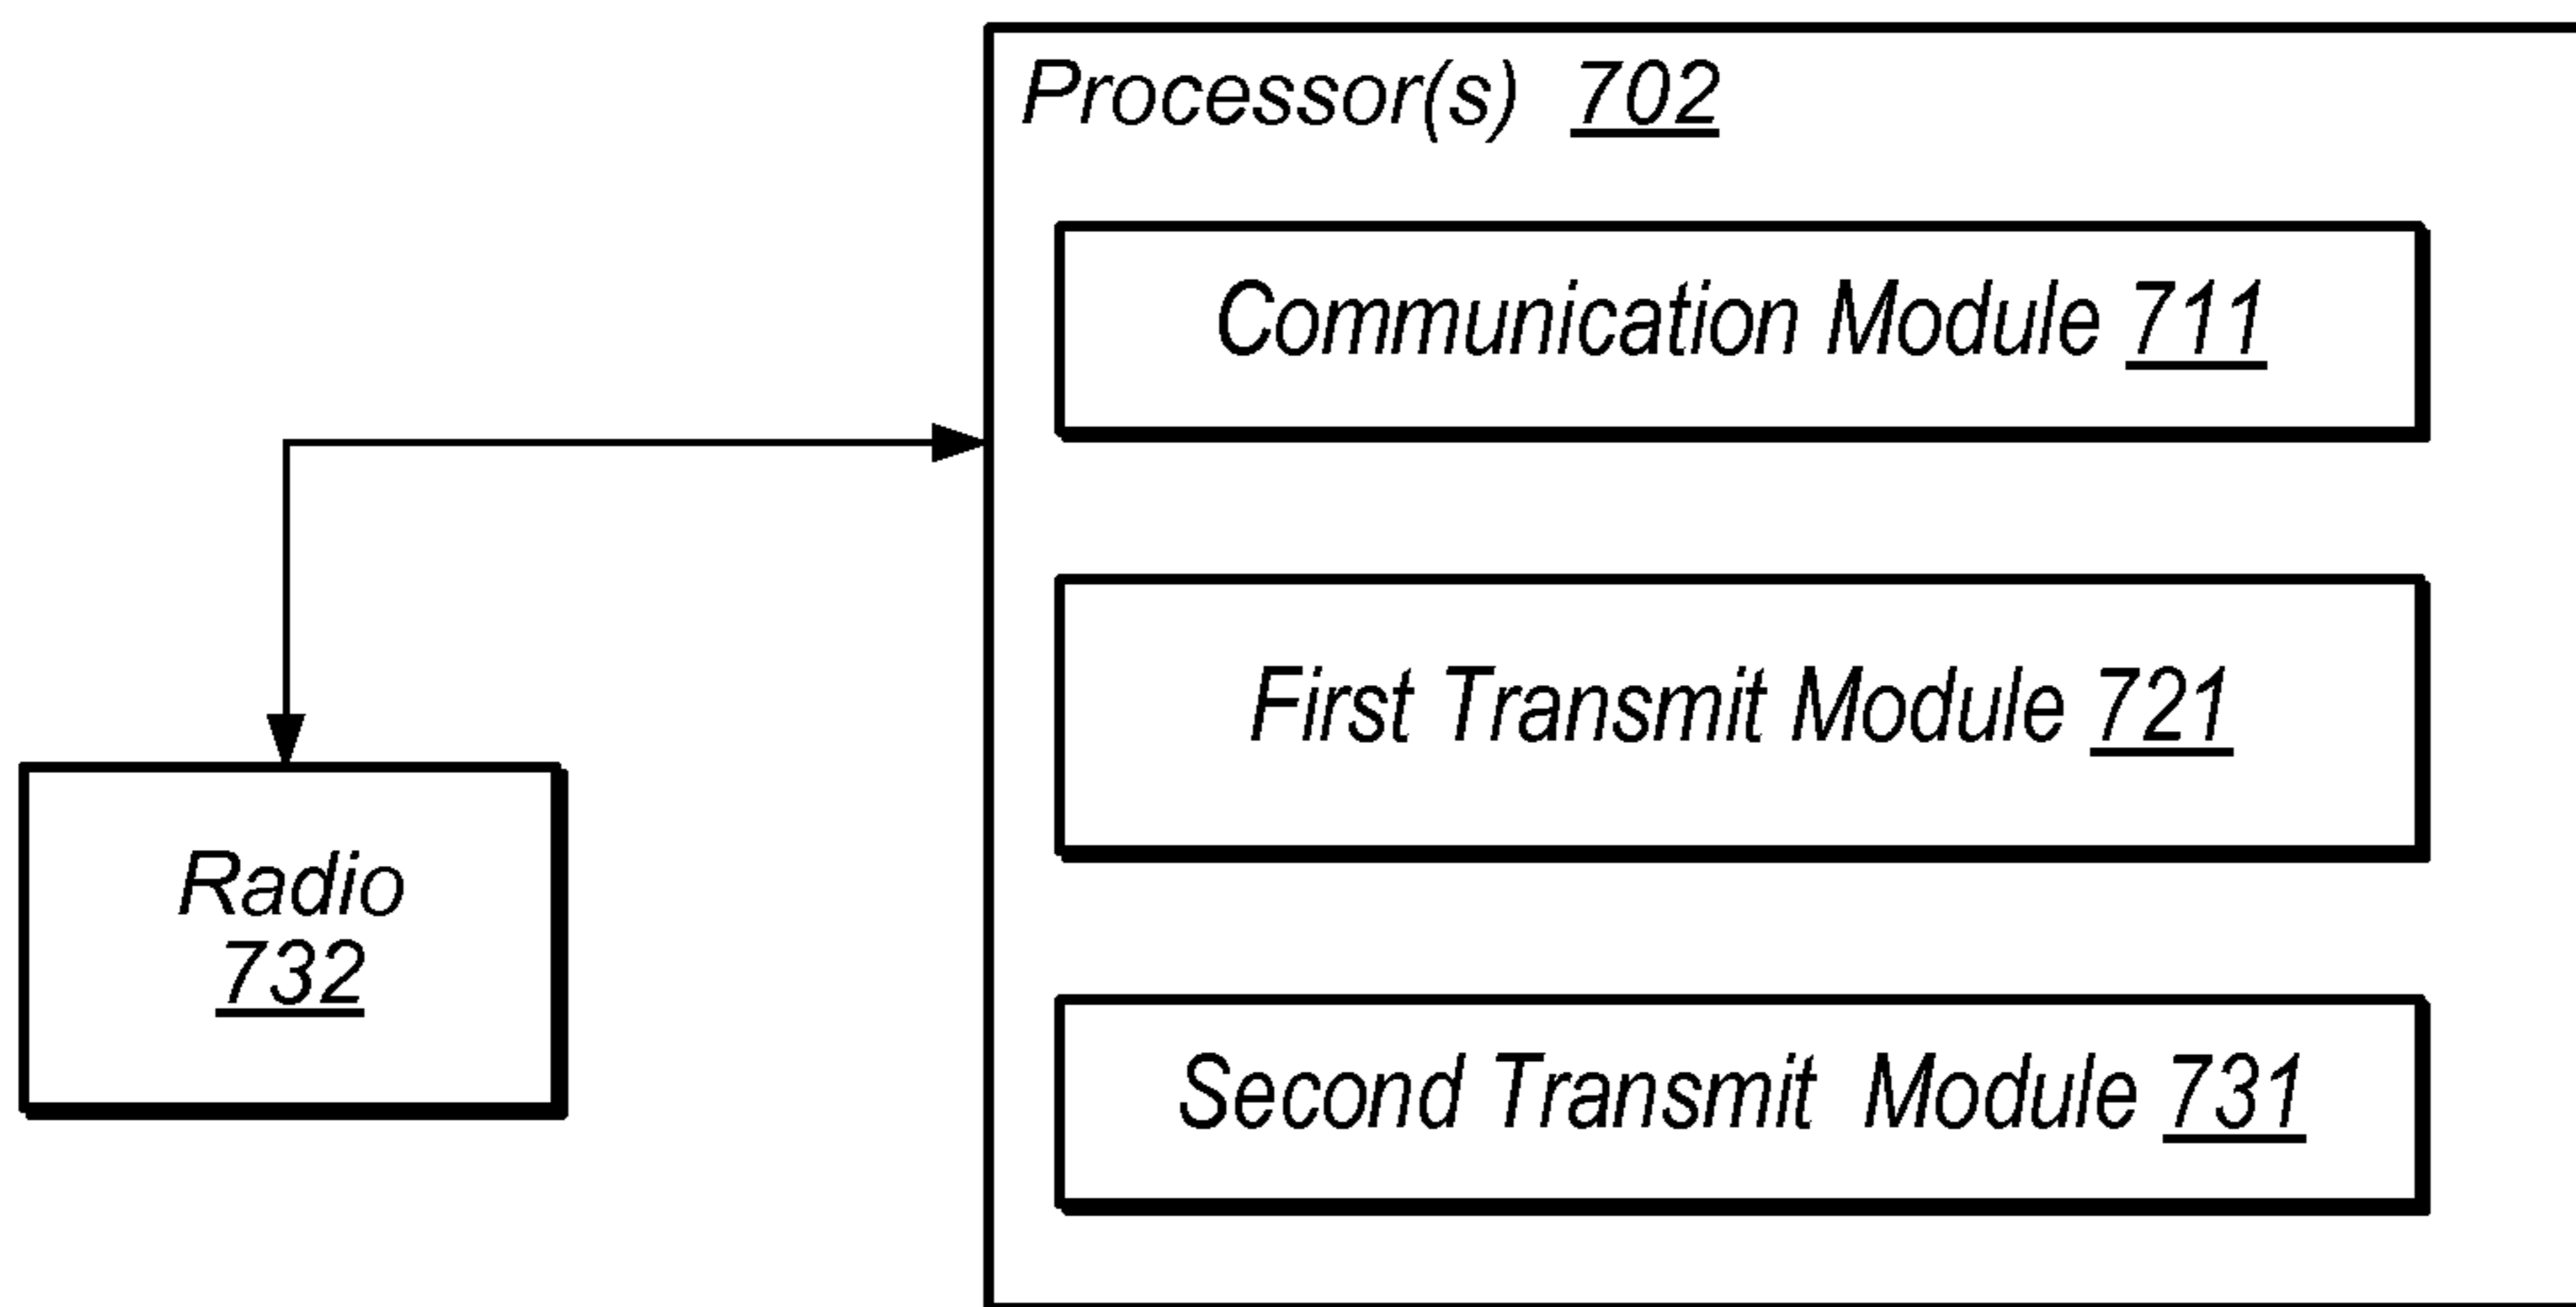 Processor(s) 702
Communication Module 711
First Transmit Module 721
Second Transmit Module 731
Radio
732